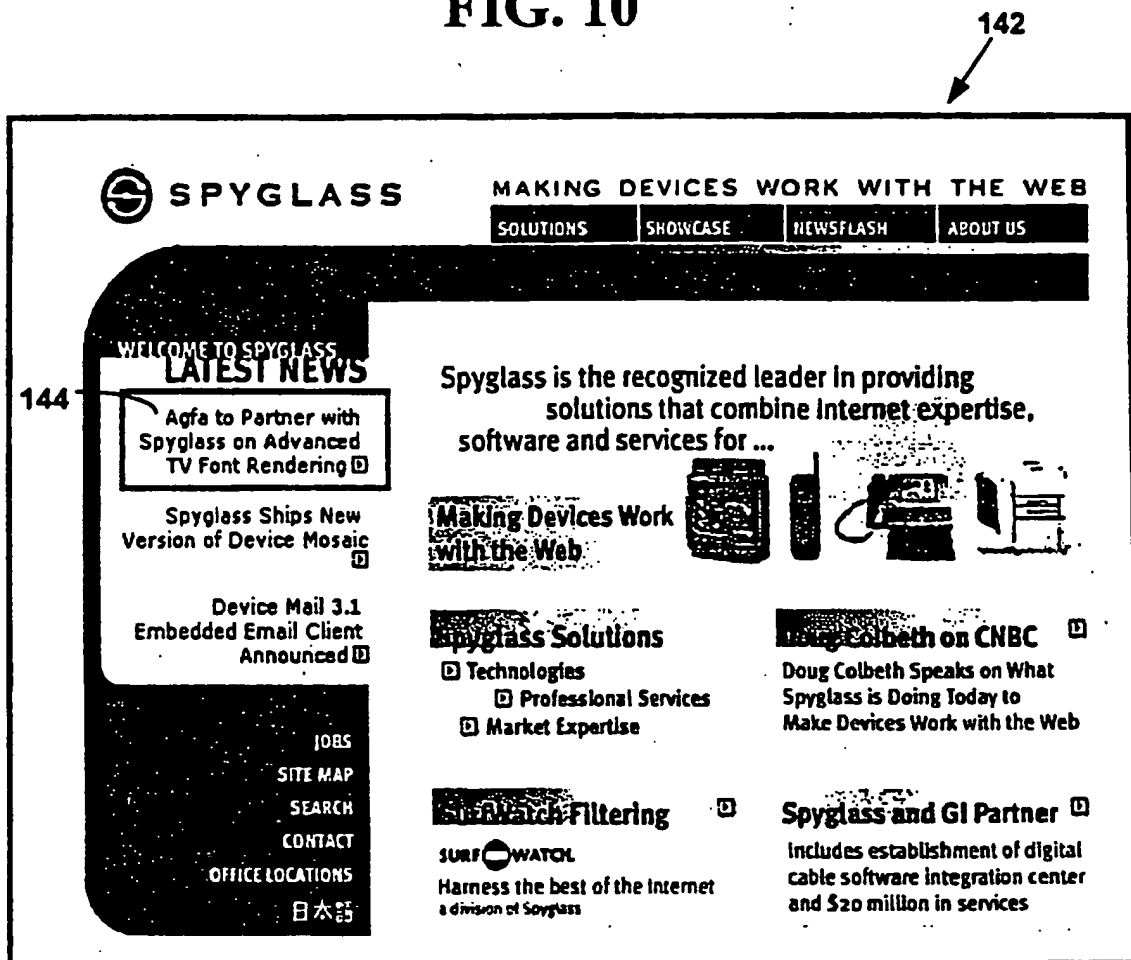 FIG. 10
142
SPYGLASS
MAKING DEVICES WORK WITH THE WEB
SOLUTIONS
SHOWCASE
NEWSFLASH
ABOUT US
WELCOME TO SPYGLASS
LATEST NEWS
144
Agfa to Partner with
Spyglass on Advanced
TV Font Rendering
Spyglass Ships New
Version of Device Mosaic
Device Mail 3.1
Embedded Email Client
Announced
JOBS
SITE MAP
SEARCH
CONTACT
OFFICE LOCATIONS
日本語
Spyglass is the recognized leader in providing
solutions that combine Internet expertise,
software and services for ...
Making Devices Work
with the Web
Spyglass Solutions
Technologies
Professional Services
Market Expertise
Doug Colbeth on CNBC
Doug Colbeth Speaks on What
Spyglass is Doing Today to
Make Devices Work with the Web
SurfWatch Filtering
SURF WATCH
Harness the best of the Internet
a division of Spyglass
Spyglass and GI Partner
Includes establishment of digital
cable software integration center
and $20 million in services